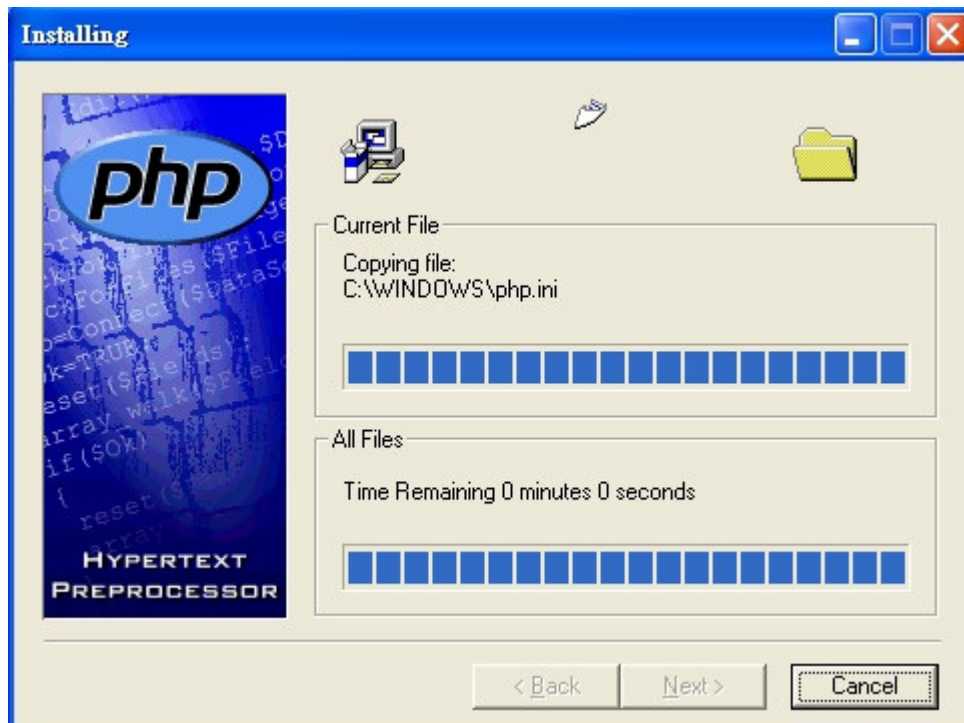 Installing
php
HYPERTEXT
PREPROCESSOR
Current File
Copying file:
C:\WINDOWS\php.ini
All Files
Time Remaining 0 minutes 0 seconds
< Back
Next >
Cancel